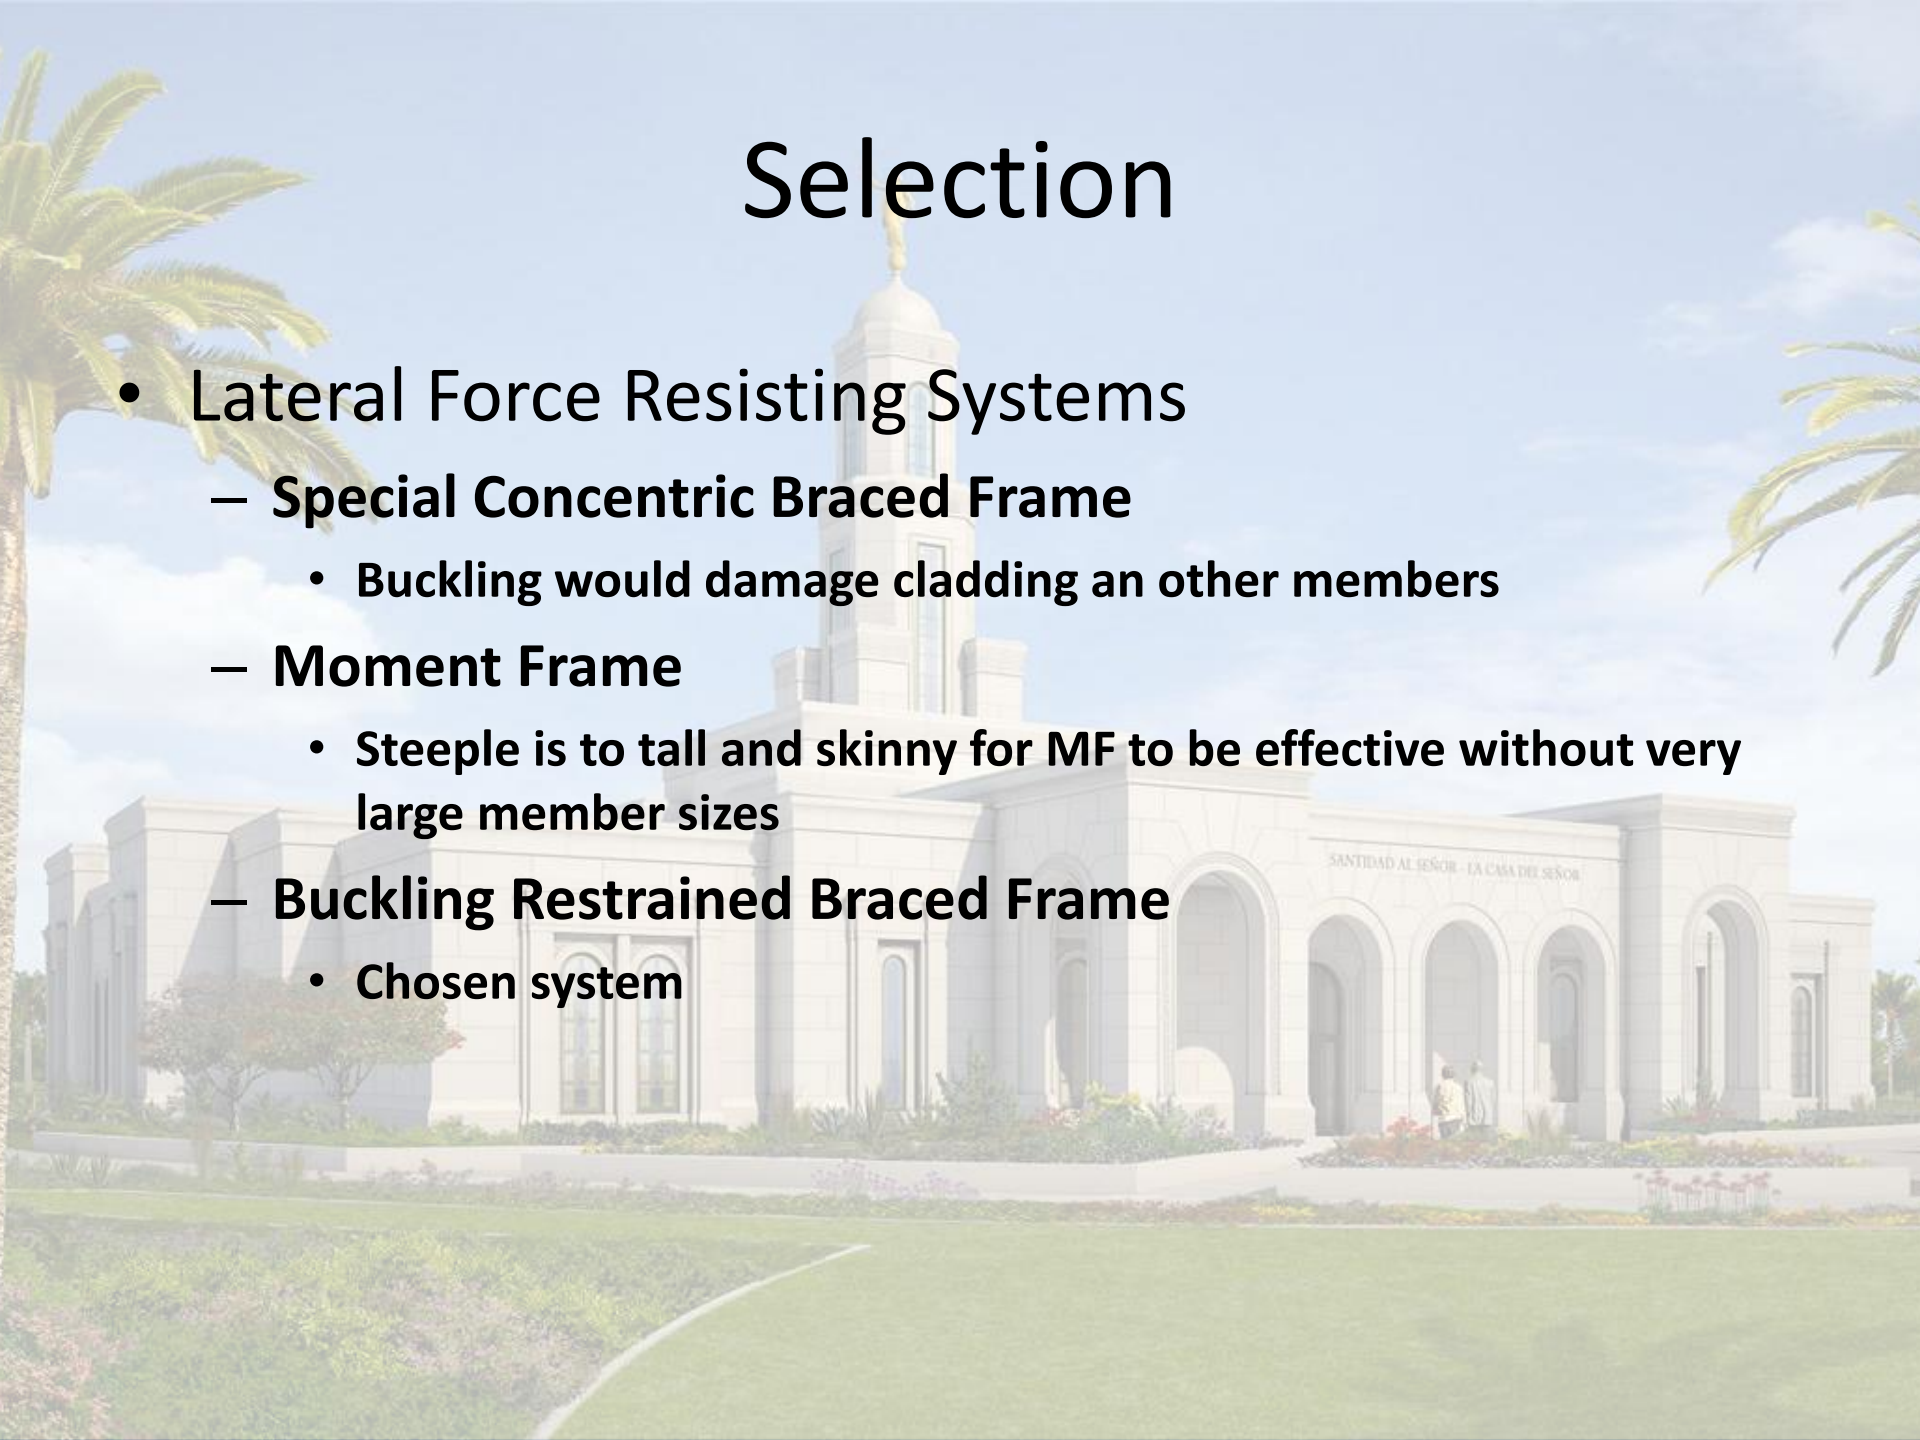 Selection
• Lateral Force Resisting Systems
– Special Concentric Braced Frame
• Buckling would damage cladding an other members
– Moment Frame
• Steeple is to tall and skinny for MF to be effective without very
large member sizes
SANTIDAD AL SEÑOR - LA CASA DEL SEÑOR
– Buckling Restrained Braced Frame
• Chosen system